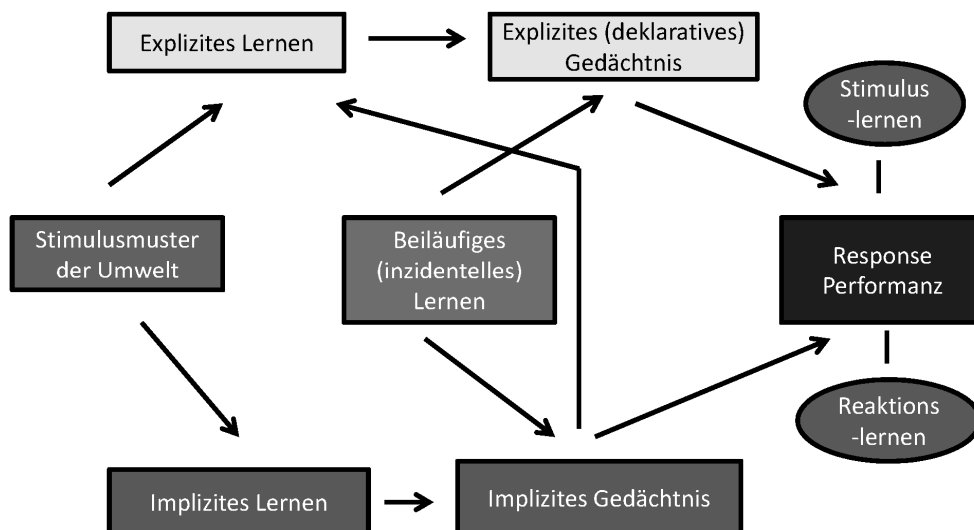 Explizites Lernen
Explizites (deklaratives)
Gedächtnis
Stimulus
-lernen
Stimulusmuster
der Umwelt
Beiläufiges
(inzidentelles)
Lernen
Response
Performanz
Reaktions
-lernen
Implizites Lernen
Implizites Gedächtnis